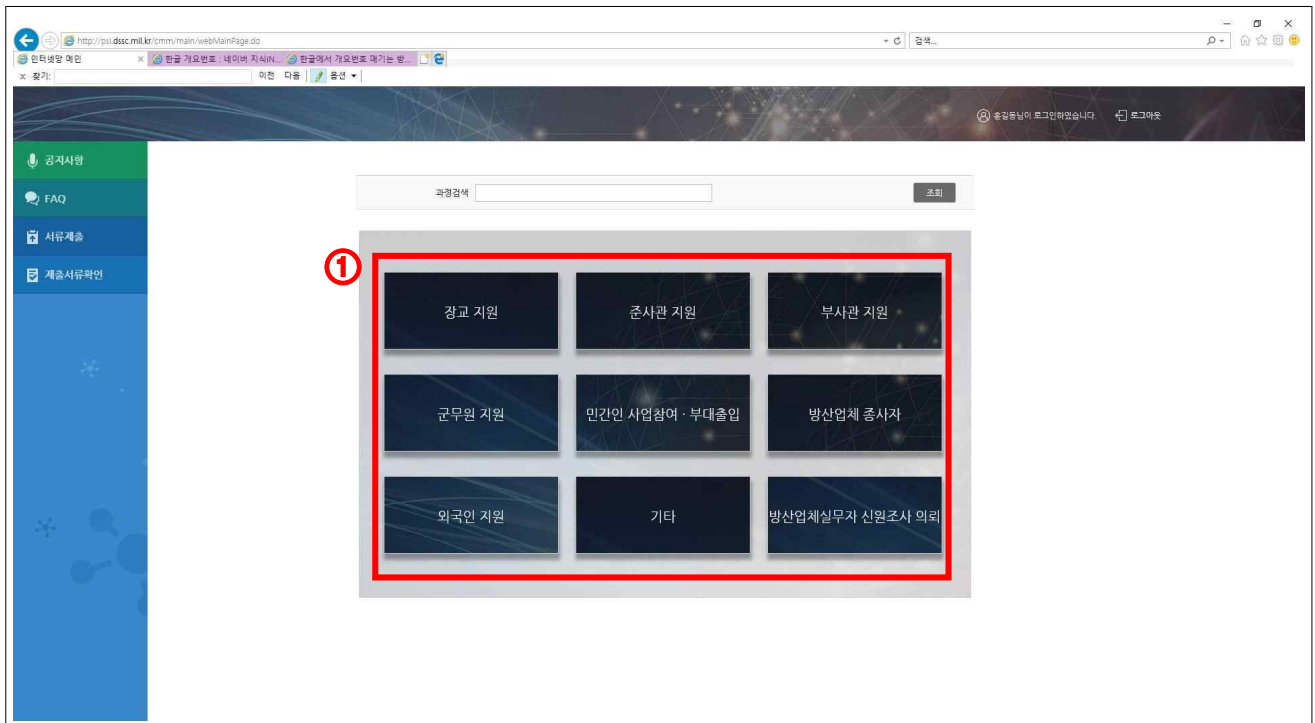 http://psi.dssc.mil.kr/cmm/main/webMainPage.do
검색...
인터넷망 메인
한글 개요번호 : 네이버 지식iN...
한글에서 개요번호 매기는 방...
x 찾기:
이전 다음 옵션
홍길동님이 로그인하였습니다.
로그아웃
공지사항
FAQ
서류제출
제출서류확인
과정검색
조회
①
장교 지원
준사관 지원
부사관 지원
군무원 지원
민간인 사업참여 · 부대출입
방산업체 종사자
외국인 지원
기타
방산업체실무자 신원조사 의뢰